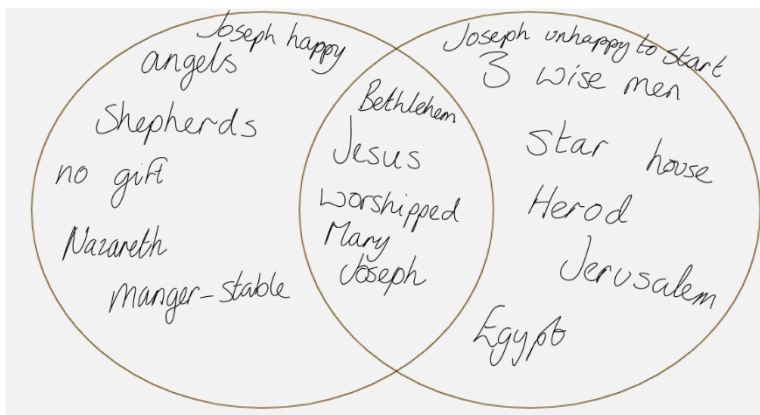 Joseph happy
angels
Shepherds
no gift
Nazareth
manger-stable
Bethlehem
Jesus
worshipped
Mary
Joseph
Joseph unhappy to start
3 wise men
star house
Herod
Jerusalem
Egypt